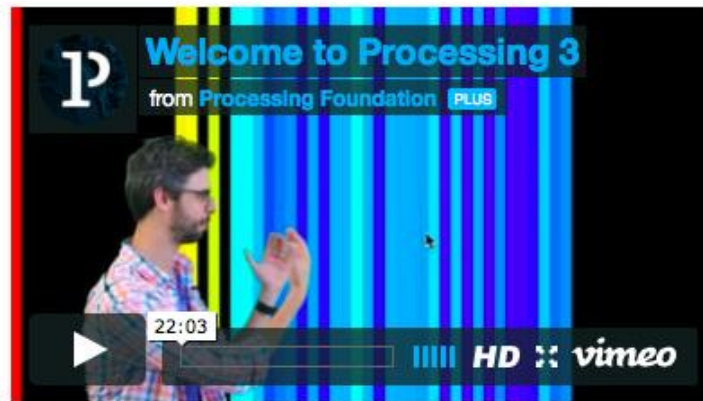 Welcome to Processing 3
from Processing Foundation PLUS
22:03
HD vimeo